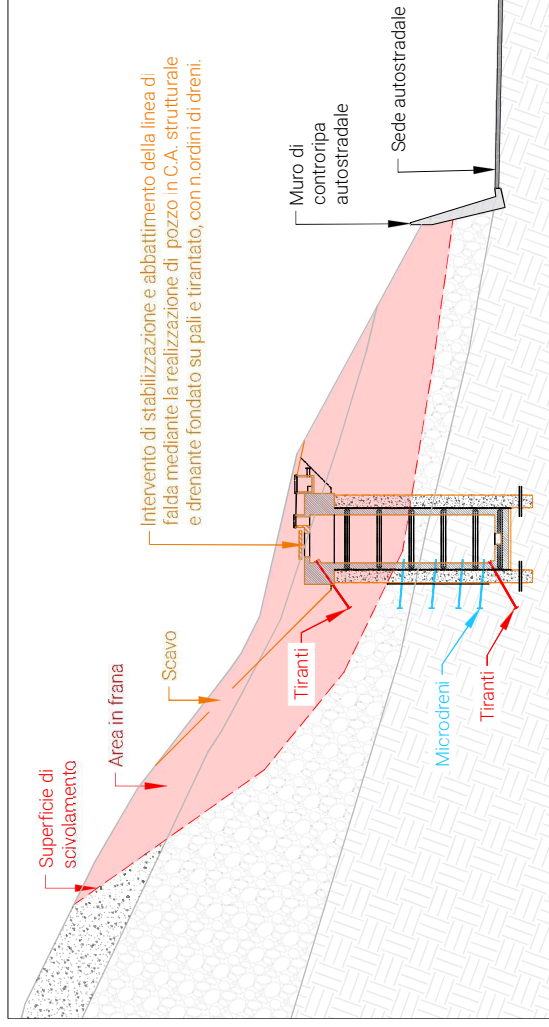 Superficie di
scivolamento
Area in frana
Scavo
Intervento di stabilizzazione e abbattimento della linea di
falda mediante la realizzazione di pozzo in C.A. strutturale
e drenante fondato su pali e tirantato, con n.ordini di dreni.
Muro di
controripa
autostradale
Sede autostradale
Tiranti
Microdreni
Tiranti